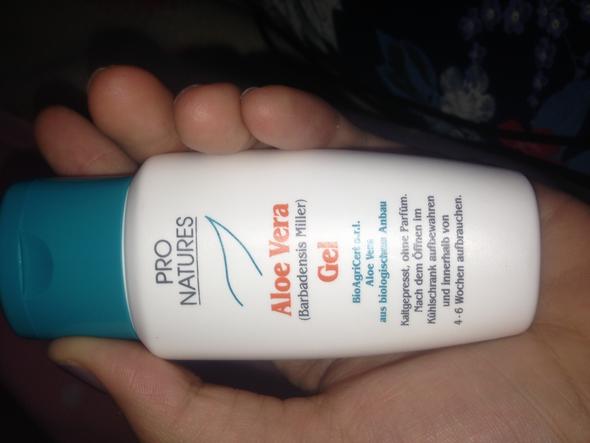 PRO
NATURES
Aloe Vera
(Barbadensis Miller)
Gel
BioAgriCert s.r.l.
Aloe Vera
aus biologischem Anbau
Kaltgepresst, ohne Parfüm.
Nach dem Öffnen im
Kühlschrank aufbewahren
und innerhalb von
4-6 Wochen aufbrauchen.